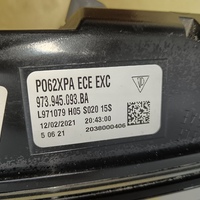 PO62XPA ECE EXC
973.945.093.BA
L971079 H05 S020 15S
12/02/2021 20:43:00
S 06 21 2038000406